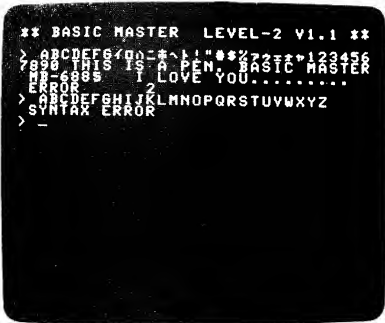 ** BASIC MASTER  LEVEL-2 V1.1 **
> ABCDEFG !"#$% 123456
7890 THIS IS A PEN. BASIC MASTER
MB-6885   I LOVE YOU.........
ERROR       2
> ABCDEFGHIJKLMNOPQRSTUVWXYZ
SYNTAX ERROR
> _